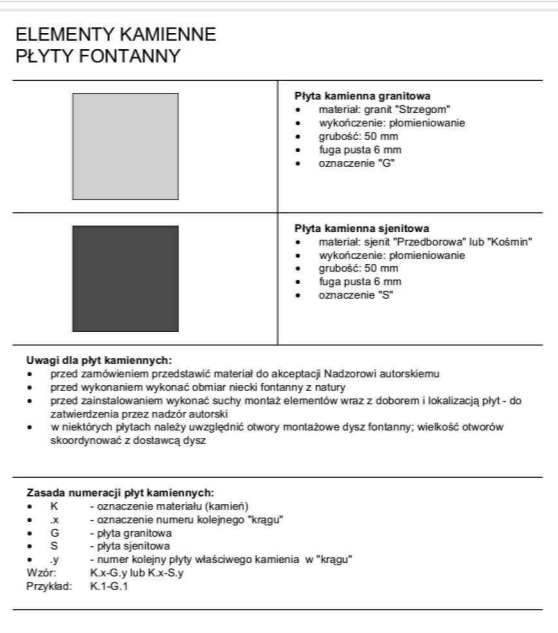 ELEMENTY KAMIENNE
PŁYTY FONTANNY
Płyta kamienna granitowa
• materiał: granit "Strzegom"
• wykończenie: płomieniowanie
• grubość: 50 mm
• fuga pusta 6 mm
• oznaczenie "G"
Płyta kamienna sjenitowa
• materiał: sjenit "Przedborowa" lub "Kośmin"
• wykończenie: płomieniowanie
• grubość: 50 mm
• fuga pusta 6 mm
• oznaczenie "S"
Uwagi dla płyt kamiennych:
• przed zamówieniem przedstawić materiał do akceptacji Nadzorowi autorskiemu
• przed wykonaniem wykonać obmiar niecki fontanny z natury
• przed zainstalowaniem wykonać suchy montaż elementów wraz z doborem i lokalizacją płyt - do
zatwierdzenia przez nadzór autorski
• w niektórych płytach należy uwzględnić otwory montażowe dysz fontanny; wielkość otworów
skoordynować z dostawcą dysz
Zasada numeracji płyt kamiennych:
• K - oznaczenie materiału (kamień)
• .x - oznaczenie numeru kolejnego "kręgu"
• G - płyta granitowa
• S - płyta sjenitowa
• .y - numer kolejny płyty właściwego kamienia w "kręgu"
Wzór: K.x-G.y lub K.x-S.y
Przykład: K.1-G.1